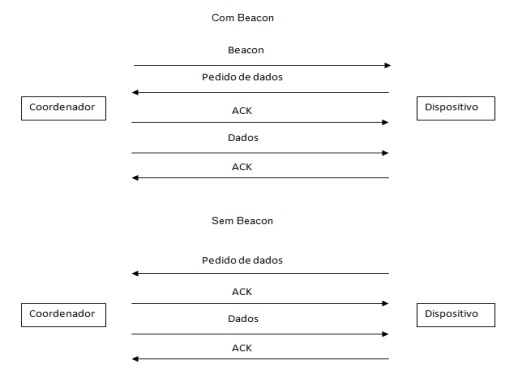 Com Beacon
Beacon
Pedido de dados
Coordenador
ACK
Dispositivo
Dados
ACK
Sem Beacon
Pedido de dados
ACK
Coordenador
Dispositivo
Dados
ACK